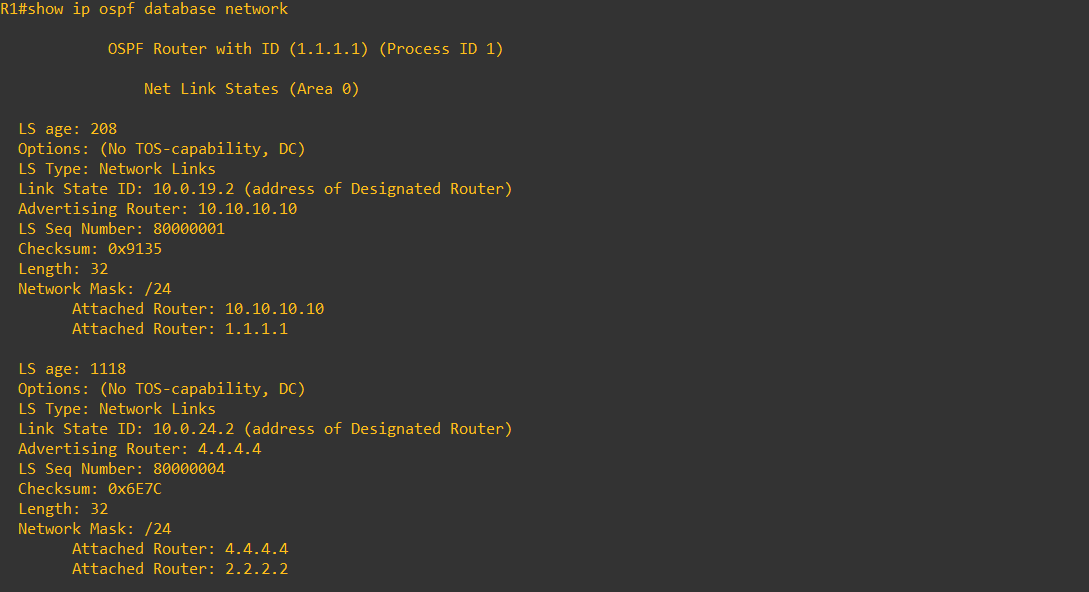 R1#show ip ospf database network
OSPF Router with ID (1.1.1.1) (Process ID 1)
Net Link States (Area 0)
LS age: 208
Options: (No TOS-capability, DC)
LS Type: Network Links
Link State ID: 10.0.19.2 (address of Designated Router)
Advertising Router: 10.10.10.10
LS Seq Number: 80000001
Checksum: 0x9135
Length: 32
Network Mask: /24
Attached Router: 10.10.10.10
Attached Router: 1.1.1.1
LS age: 1118
Options: (No TOS-capability, DC)
LS Type: Network Links
Link State ID: 10.0.24.2 (address of Designated Router)
Advertising Router: 4.4.4.4
LS Seq Number: 80000004
Checksum: 0x6E7C
Length: 32
Network Mask: /24
Attached Router: 4.4.4.4
Attached Router: 2.2.2.2